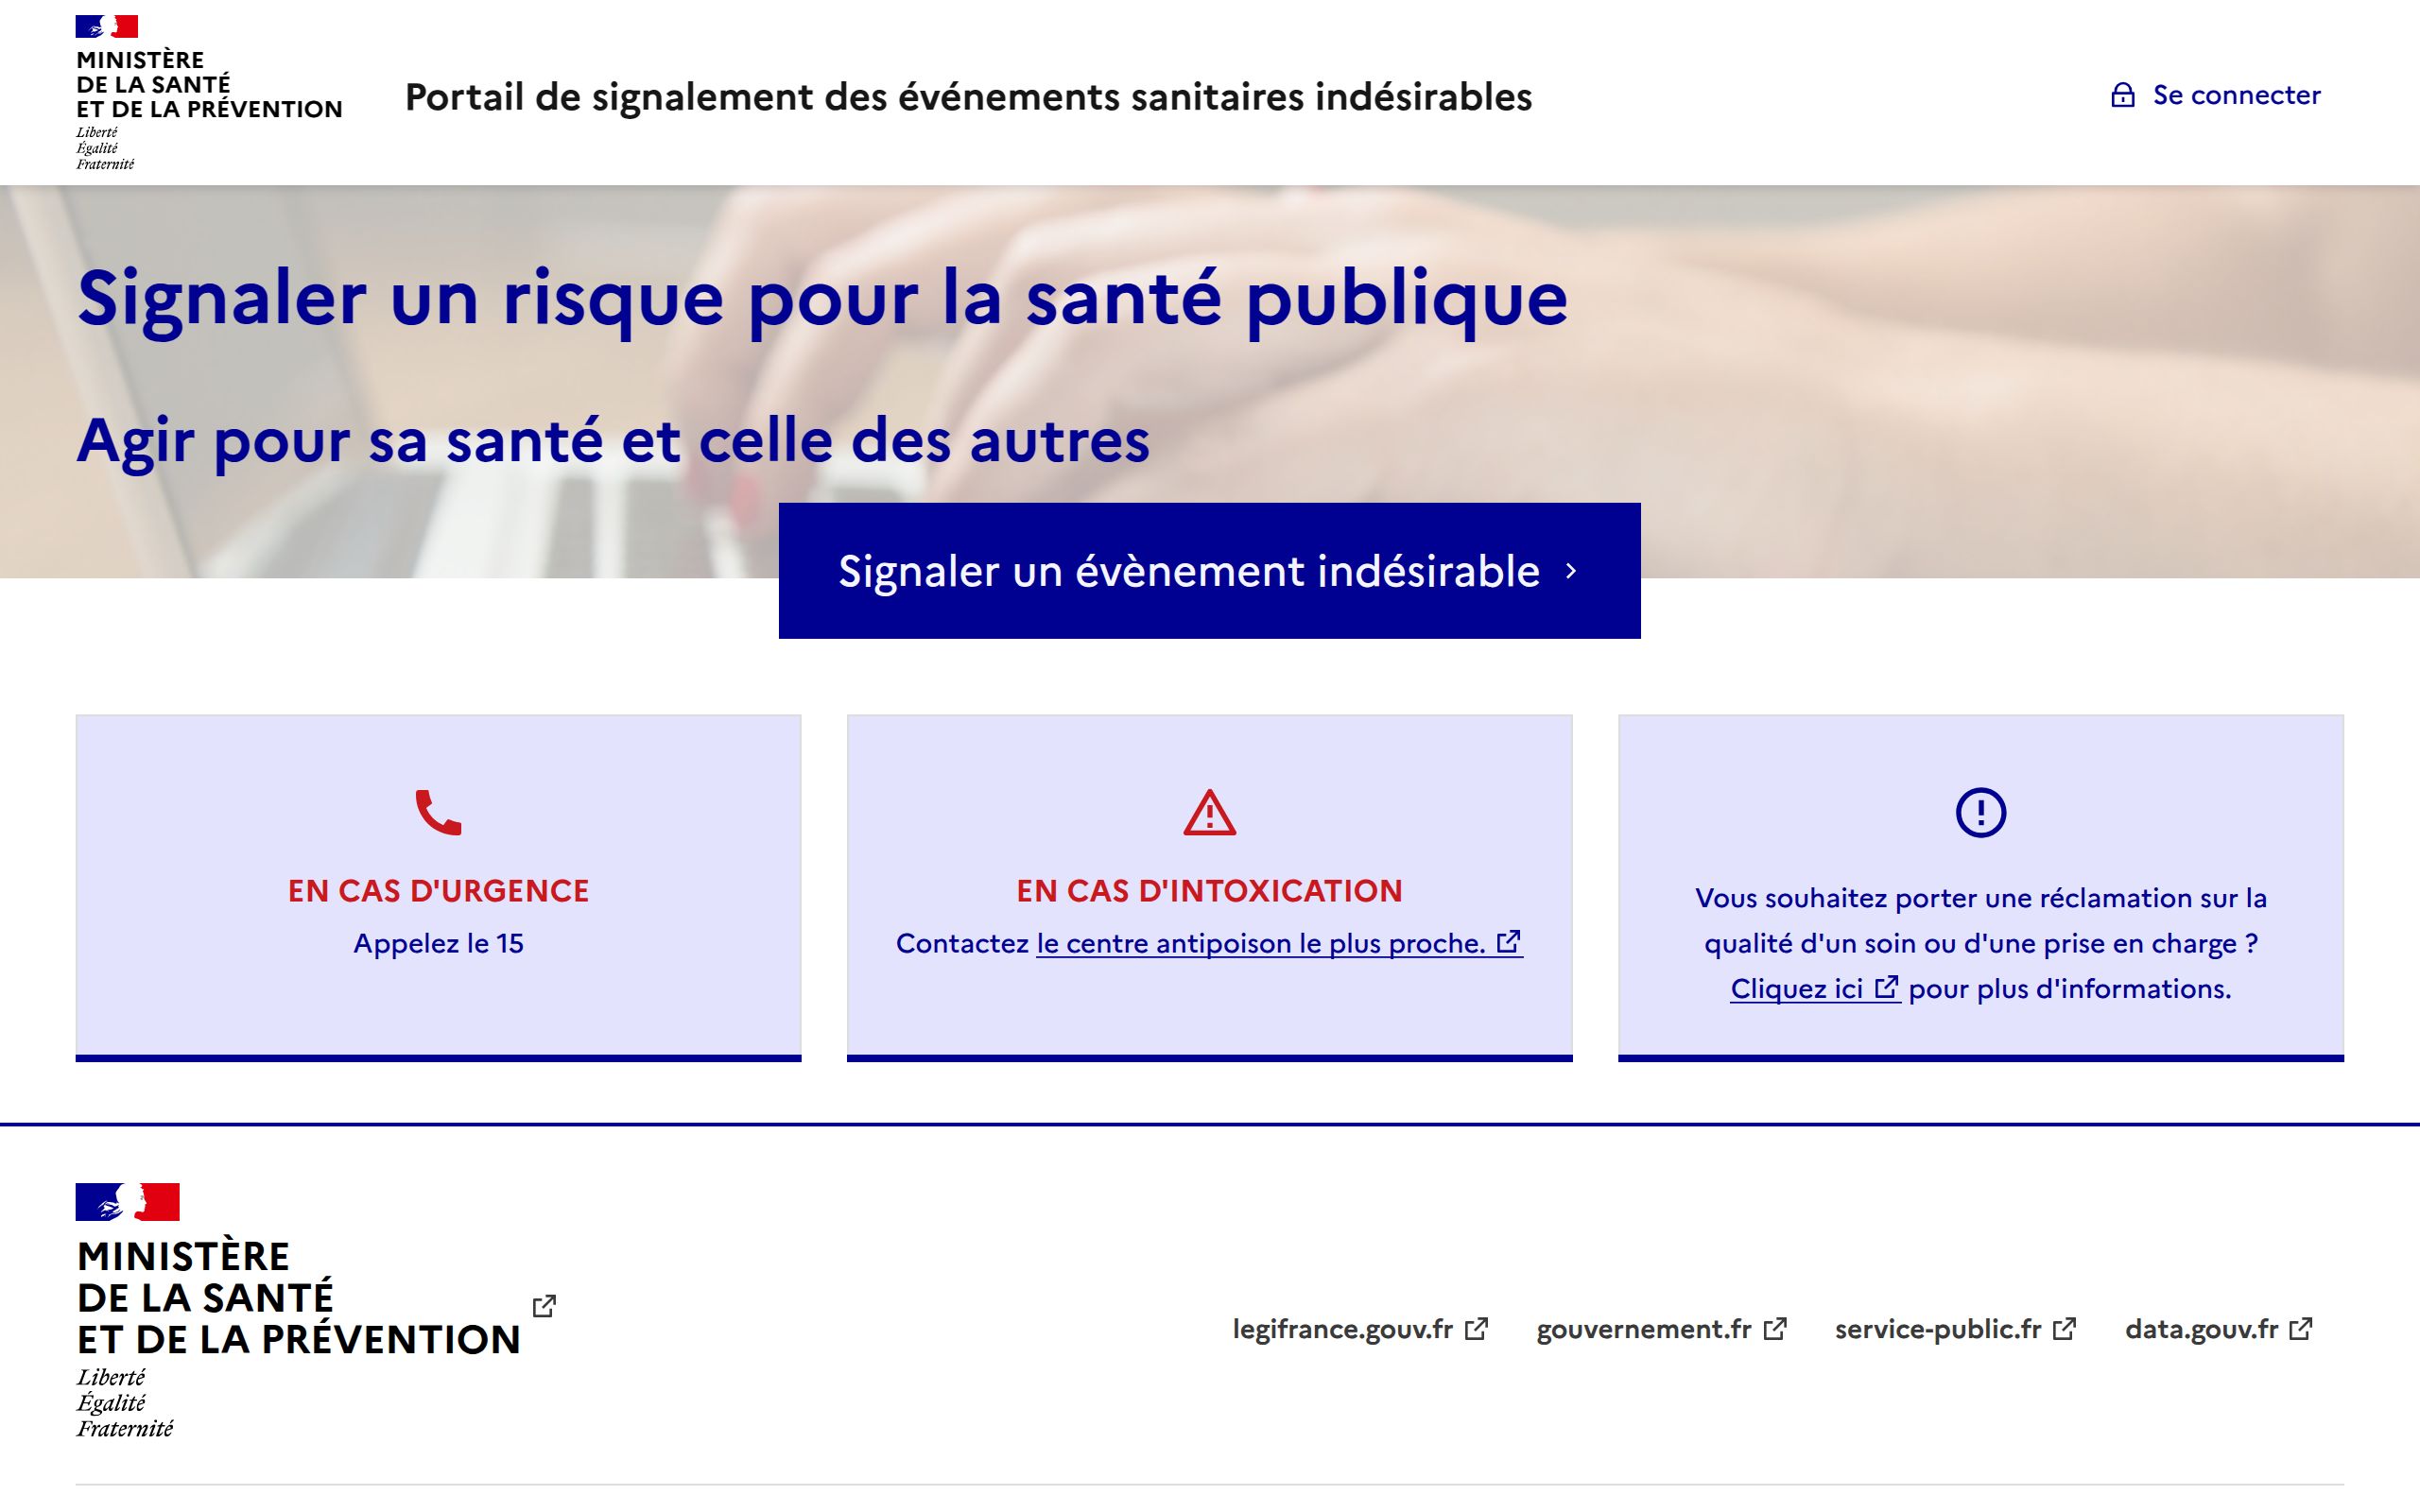 MINISTÈRE
DE LA SANTÉ
ET DE LA PRÉVENTION
Liberté
Égalité
Fraternité
Portail de signalement des événements sanitaires indésirables
Se connecter
Signaler un risque pour la santé publique
Agir pour sa santé et celle des autres
Signaler un évènement indésirable
EN CAS D'URGENCE
Appelez le 15
EN CAS D'INTOXICATION
Contactez le centre antipoison le plus proche.
Vous souhaitez porter une réclamation sur la
qualité d'un soin ou d'une prise en charge ?
Cliquez ici pour plus d'informations.
MINISTÈRE
DE LA SANTÉ
ET DE LA PRÉVENTION
Liberté
Égalité
Fraternité
legifrance.gouv.fr
gouvernement.fr
service-public.fr
data.gouv.fr